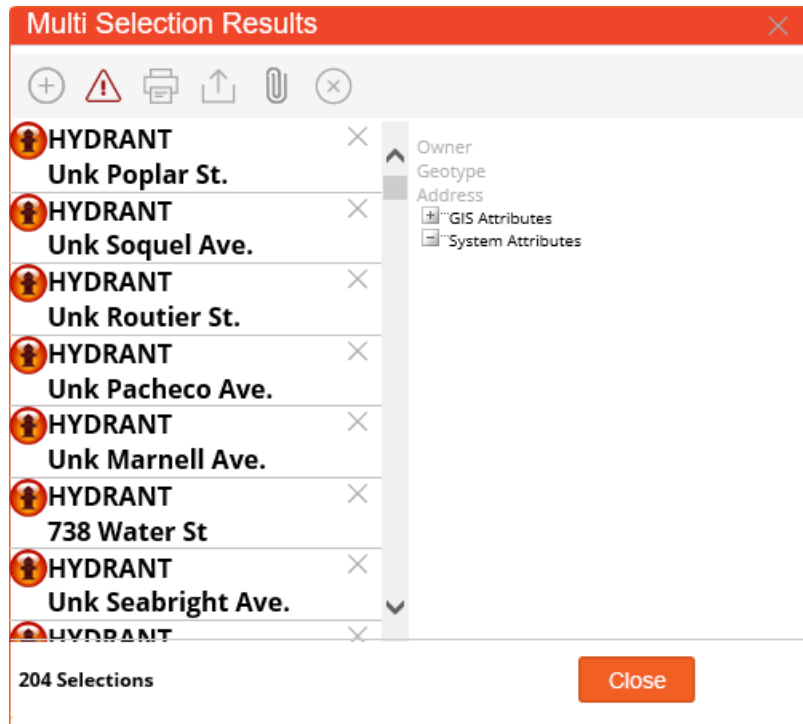 Multi Selection Results
HYDRANT
Unk Poplar St.
HYDRANT
Unk Soquel Ave.
HYDRANT
Unk Routier St.
HYDRANT
Unk Pacheco Ave.
HYDRANT
Unk Marnell Ave.
HYDRANT
738 Water St
HYDRANT
Unk Seabright Ave.
HYDRANT
Owner
Geotype
Address
GIS Attributes
System Attributes
204 Selections
Close